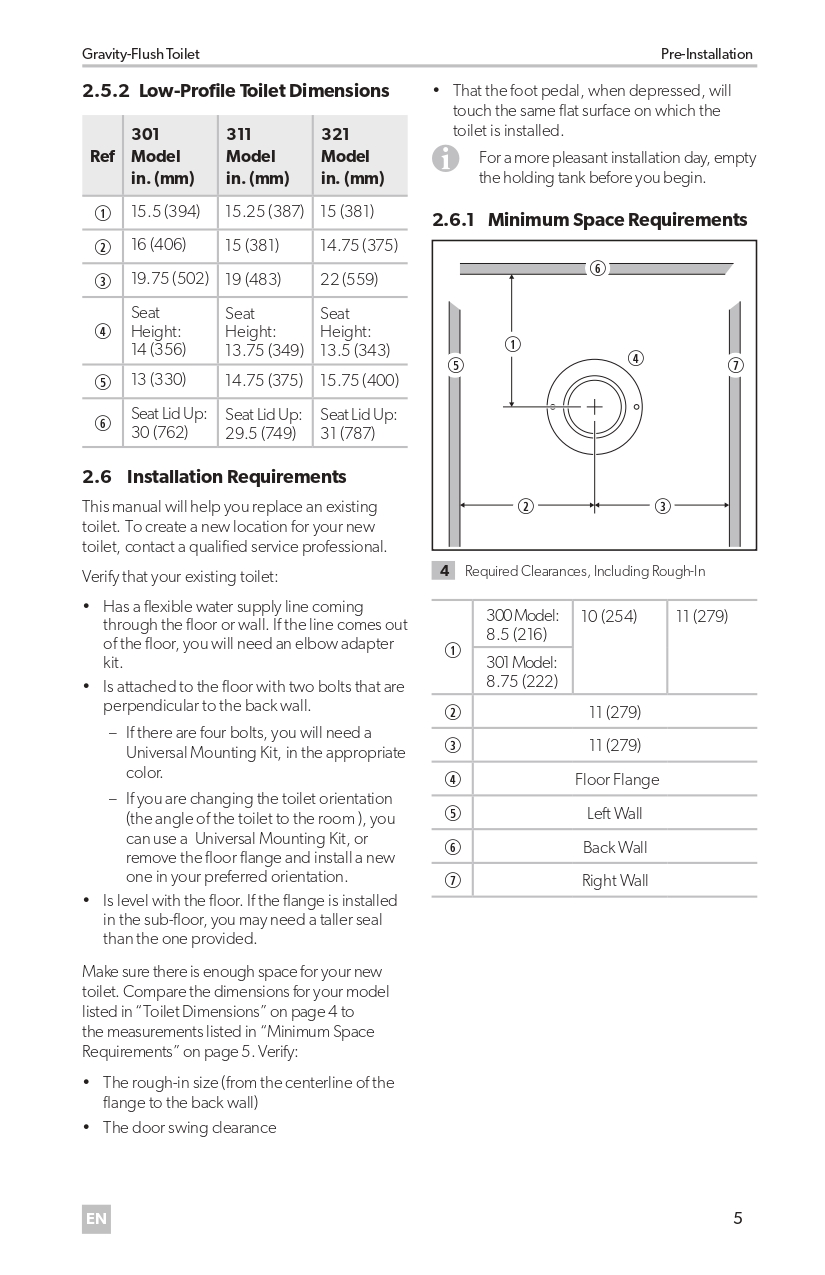 Gravity-Flush Toilet
Pre-Installation
2.5.2 Low-Profile Toilet Dimensions
Ref
301
Model
in. (mm)
311
Model
in. (mm)
321
Model
in. (mm)
① 15.5 (394) 15.25 (387) 15 (381)
② 16 (406) 15 (381) 14.75 (375)
③ 19.75 (502) 19 (483) 22 (559)
④
Seat
Height:
14 (356)
Seat
Height:
13.75 (349)
Seat
Height:
13.5 (343)
⑤ 13 (330) 14.75 (375) 15.75 (400)
⑥
Seat Lid Up:
30 (762)
Seat Lid Up:
29.5 (749)
Seat Lid Up:
31 (787)
2.6 Installation Requirements
This manual will help you replace an existing
toilet. To create a new location for your new
toilet, contact a qualified service professional.
Verify that your existing toilet:
• Has a flexible water supply line coming
through the floor or wall. If the line comes out
of the floor, you will need an elbow adapter
kit.
• Is attached to the floor with two bolts that are
perpendicular to the back wall.
– If there are four bolts, you will need a
Universal Mounting Kit, in the appropriate
color.
– If you are changing the toilet orientation
(the angle of the toilet to the room ), you
can use a Universal Mounting Kit, or
remove the floor flange and install a new
one in your preferred orientation.
• Is level with the floor. If the flange is installed
in the sub-floor, you may need a taller seal
than the one provided.
Make sure there is enough space for your new
toilet. Compare the dimensions for your model
listed in “Toilet Dimensions” on page 4 to
the measurements listed in “Minimum Space
Requirements” on page 5. Verify:
• The rough-in size (from the centerline of the
flange to the back wall)
• The door swing clearance
• That the foot pedal, when depressed, will
touch the same flat surface on which the
toilet is installed.
i
For a more pleasant installation day, empty
the holding tank before you begin.
2.6.1 Minimum Space Requirements
⑥
①
④
⑤
⑦
②
③
4 Required Clearances, Including Rough-In
①
300 Model:
8.5 (216)
301 Model:
8.75 (222)
10 (254)
11 (279)
② 11 (279)
③ 11 (279)
④ Floor Flange
⑤ Left Wall
⑥ Back Wall
⑦ Right Wall
EN
5